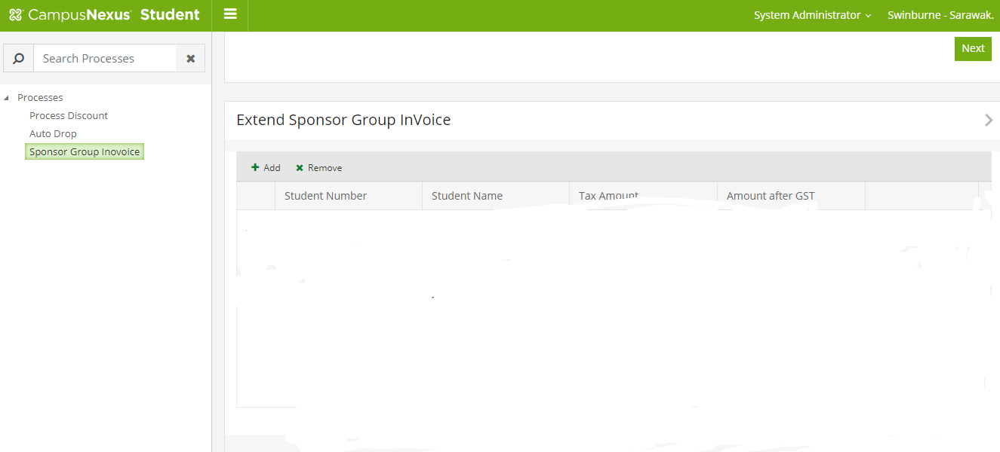 CampusNexus Student
System Administrator Swinburne - Sarawak.
Search Processes
Next
Processes
Process Discount
Auto Drop
Sponsor Group Inovoice
Extend Sponsor Group InVoice
Add Remove
Student Number Student Name Tax Amount Amount after GST